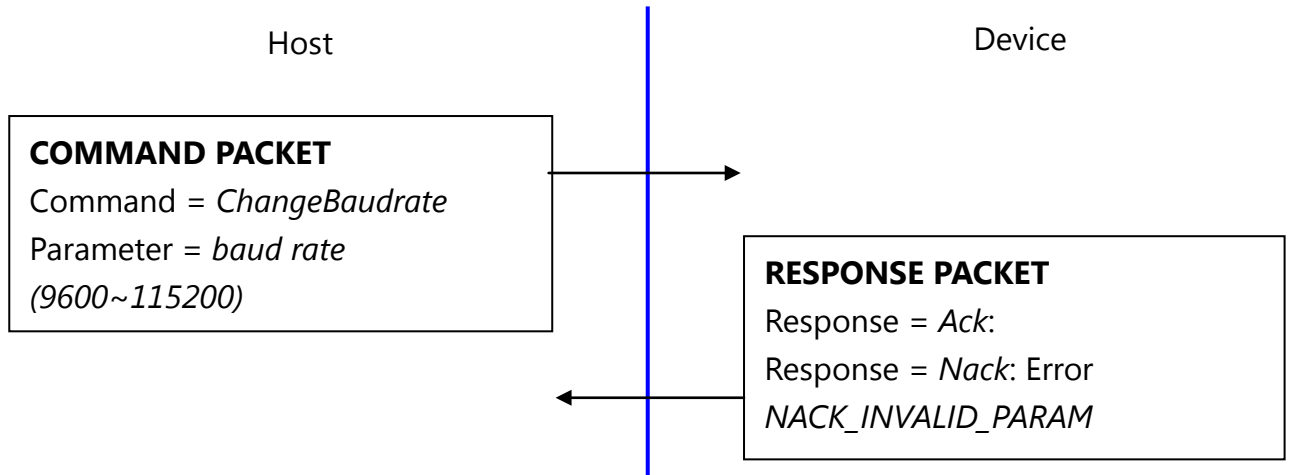 Host
Device
COMMAND PACKET
Command = ChangeBaudrate
Parameter = baud rate
(9600~115200)
RESPONSE PACKET
Response = Ack:
Response = Nack: Error
NACK_INVALID_PARAM